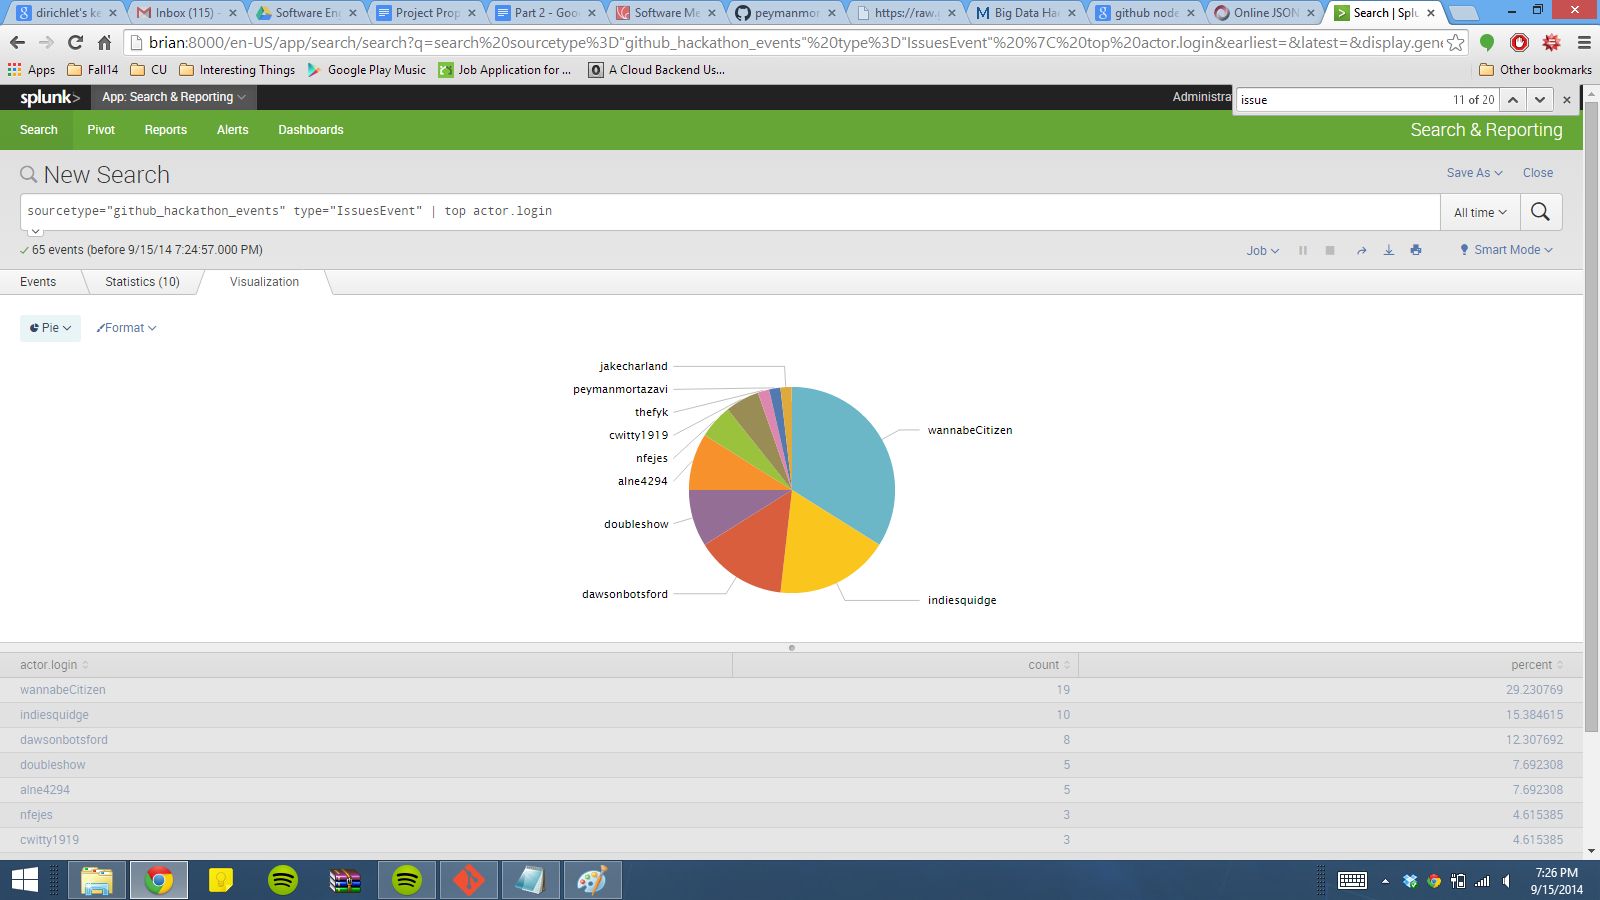 dirichlet's ke
Inbox (115) -
Software Eng
Project Prop
Part 2 - Goo
Software Me
peymanmor
https://raw.g
Big Data Hac
github node
Online JSON
Search | Splu
brian:8000/en-US/app/search/search?q=search%20sourcetype%3D"github_hackathon_events"%20type%3D"IssuesEvent"%20%7C%20top%20actor.login&earliest=&latest=&display.gene
Apps
Fall14
CU
Interesting Things
Google Play Music
Job Application for ...
A Cloud Backend Us...
Other bookmarks
splunk>
App: Search & Reporting
Administra
issue
11 of 20
Search
Pivot
Reports
Alerts
Dashboards
Search & Reporting
New Search
Save As
Close
sourcetype="github_hackathon_events" type="IssuesEvent" | top actor.login
All time
65 events (before 9/15/14 7:24:57.000 PM)
Job
Smart Mode
Events
Statistics (10)
Visualization
Pie
Format
jakecharland
peymanmortazavi
thefyk
cwitty1919
nfejes
alne4294
doubleshow
dawsonbotsford
wannabeCitizen
indiesquidge
actor.login count percent
wannabeCitizen 19 29.230769
indiesquidge 10 15.384615
dawsonbotsford 8 12.307692
doubleshow 5 7.692308
alne4294 5 7.692308
nfejes 3 4.615385
cwitty1919 3 4.615385
7:26 PM
9/15/2014